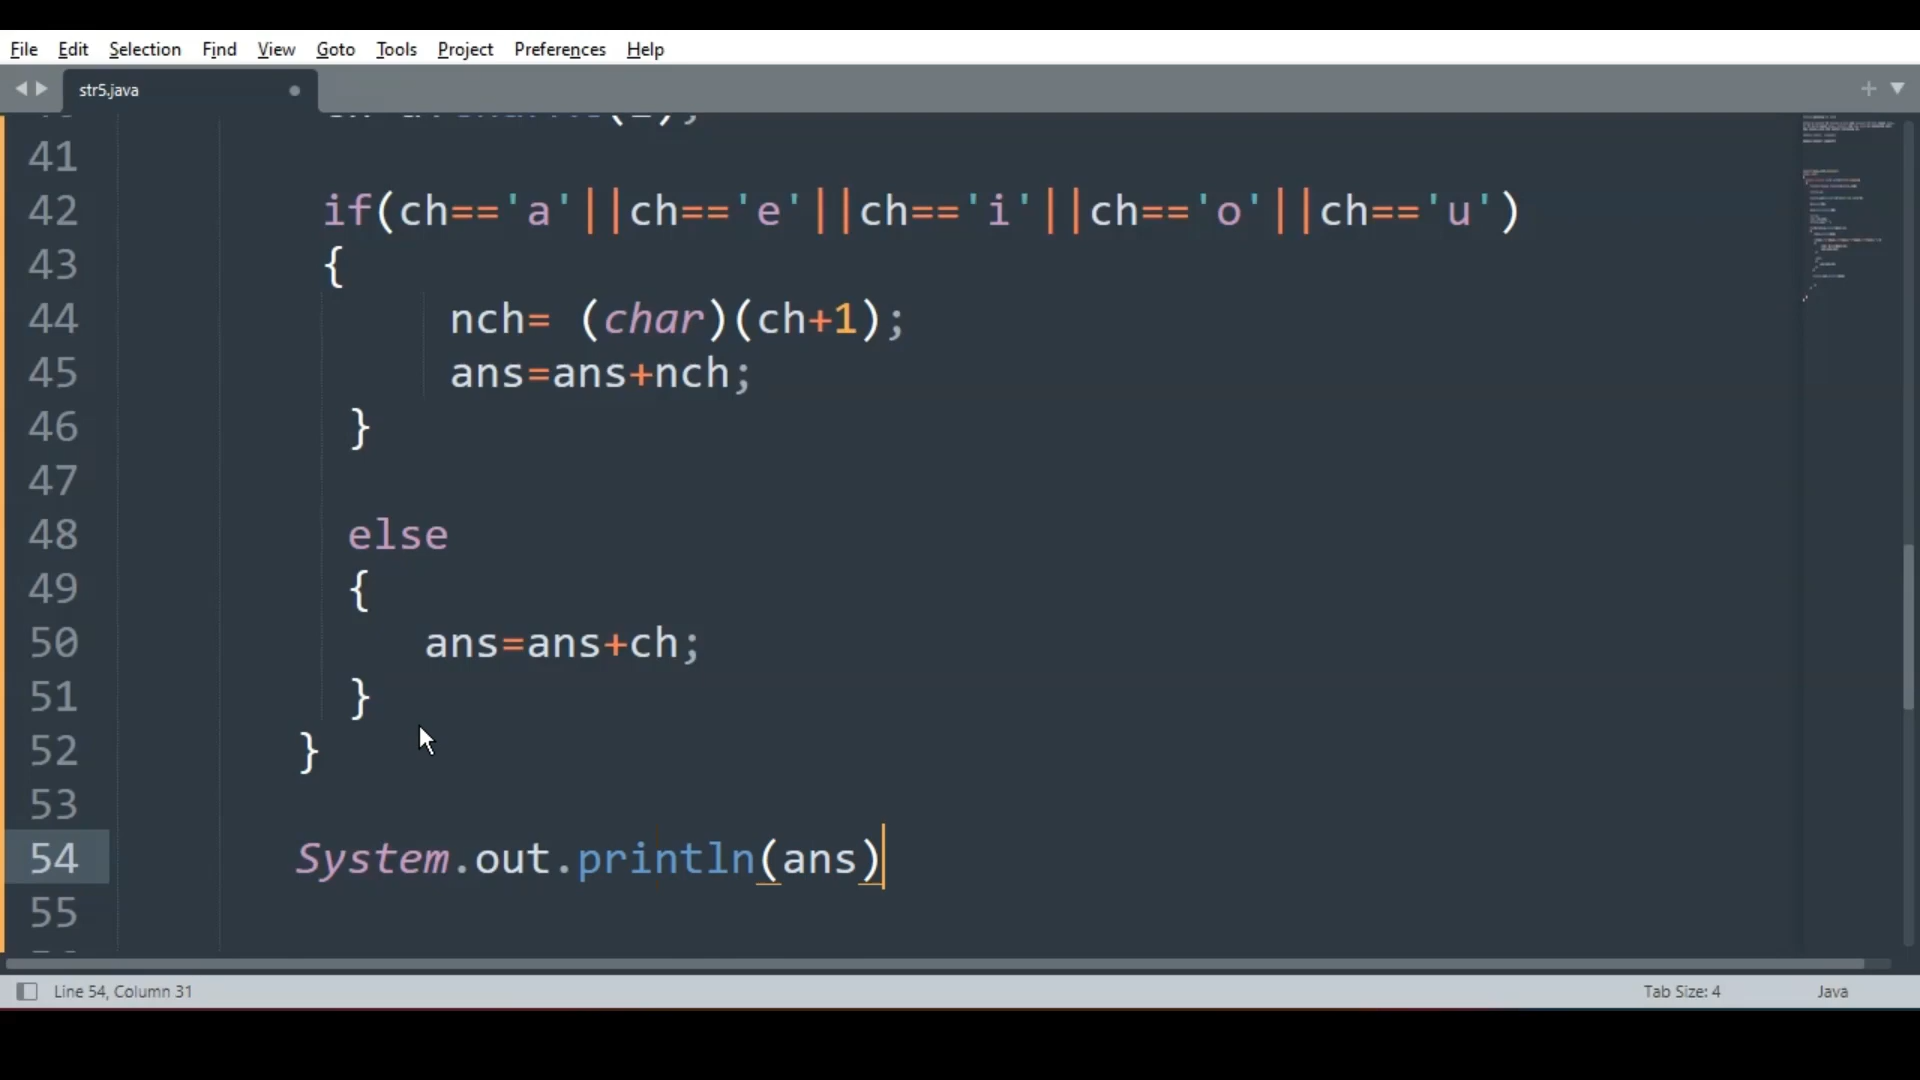 File Edit Selection Find View Goto Tools Project Preferences Help
str5.java
41
42 if(ch=='a'||ch=='e'||ch=='i'||ch=='o'||ch=='u')
43 {
44 nch= (char)(ch+1);
45 ans=ans+nch;
46 }
47
48 else
49 {
50 ans=ans+ch;
51 }
52 }
53
54 System.out.println(ans)
55
Line 54, Column 31 Tab Size: 4 Java